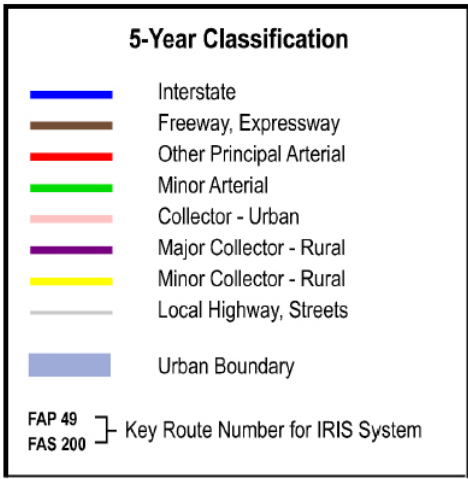 5-Year Classification
Interstate
Freeway, Expressway
Other Principal Arterial
Minor Arterial
Collector - Urban
Major Collector - Rural
Minor Collector - Rural
Local Highway, Streets
Urban Boundary
FAP 49
FAS 200
Key Route Number for IRIS System